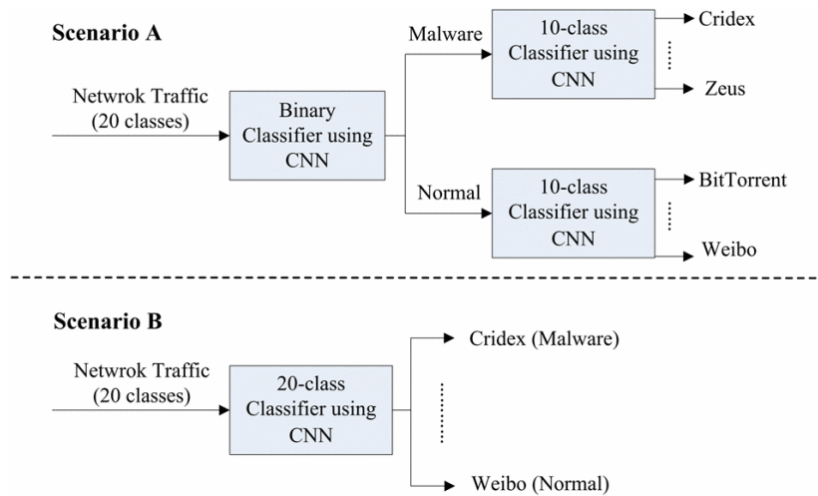 Scenario A
Netwrok Traffic
(20 classes)
Binary
Classifier using
CNN
Malware
10-class
Classifier using
CNN
Cridex
Zeus
Normal
10-class
Classifier using
CNN
BitTorrent
Weibo
Scenario B
Netwrok Traffic
(20 classes)
20-class
Classifier using
CNN
Cridex (Malware)
Weibo (Normal)